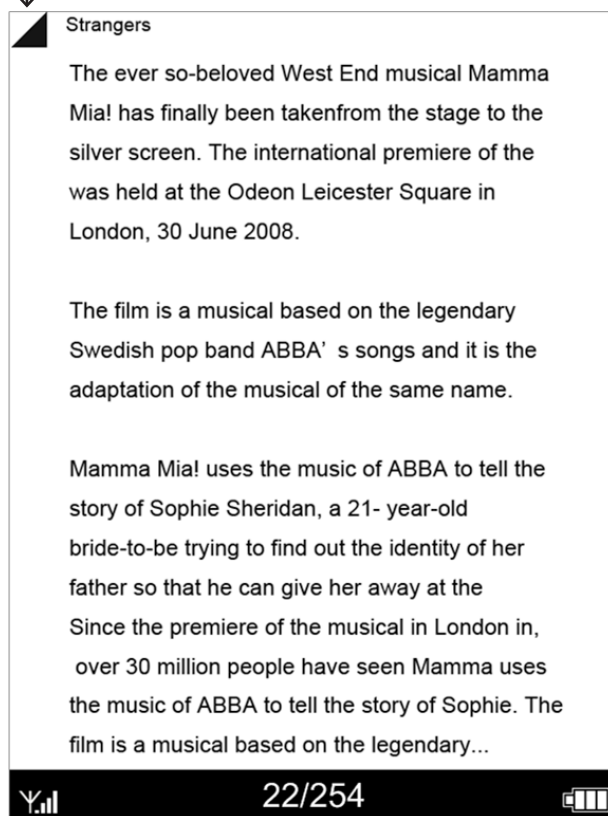 Strangers
The ever so-beloved West End musical Mamma
Mia! has finally been takenfrom the stage to the
silver screen. The international premiere of the
was held at the Odeon Leicester Square in
London, 30 June 2008.
The film is a musical based on the legendary
Swedish pop band ABBA’ s songs and it is the
adaptation of the musical of the same name.
Mamma Mia! uses the music of ABBA to tell the
story of Sophie Sheridan, a 21- year-old
bride-to-be trying to find out the identity of her
father so that he can give her away at the
Since the premiere of the musical in London in,
over 30 million people have seen Mamma uses
the music of ABBA to tell the story of Sophie. The
film is a musical based on the legendary...
22/254